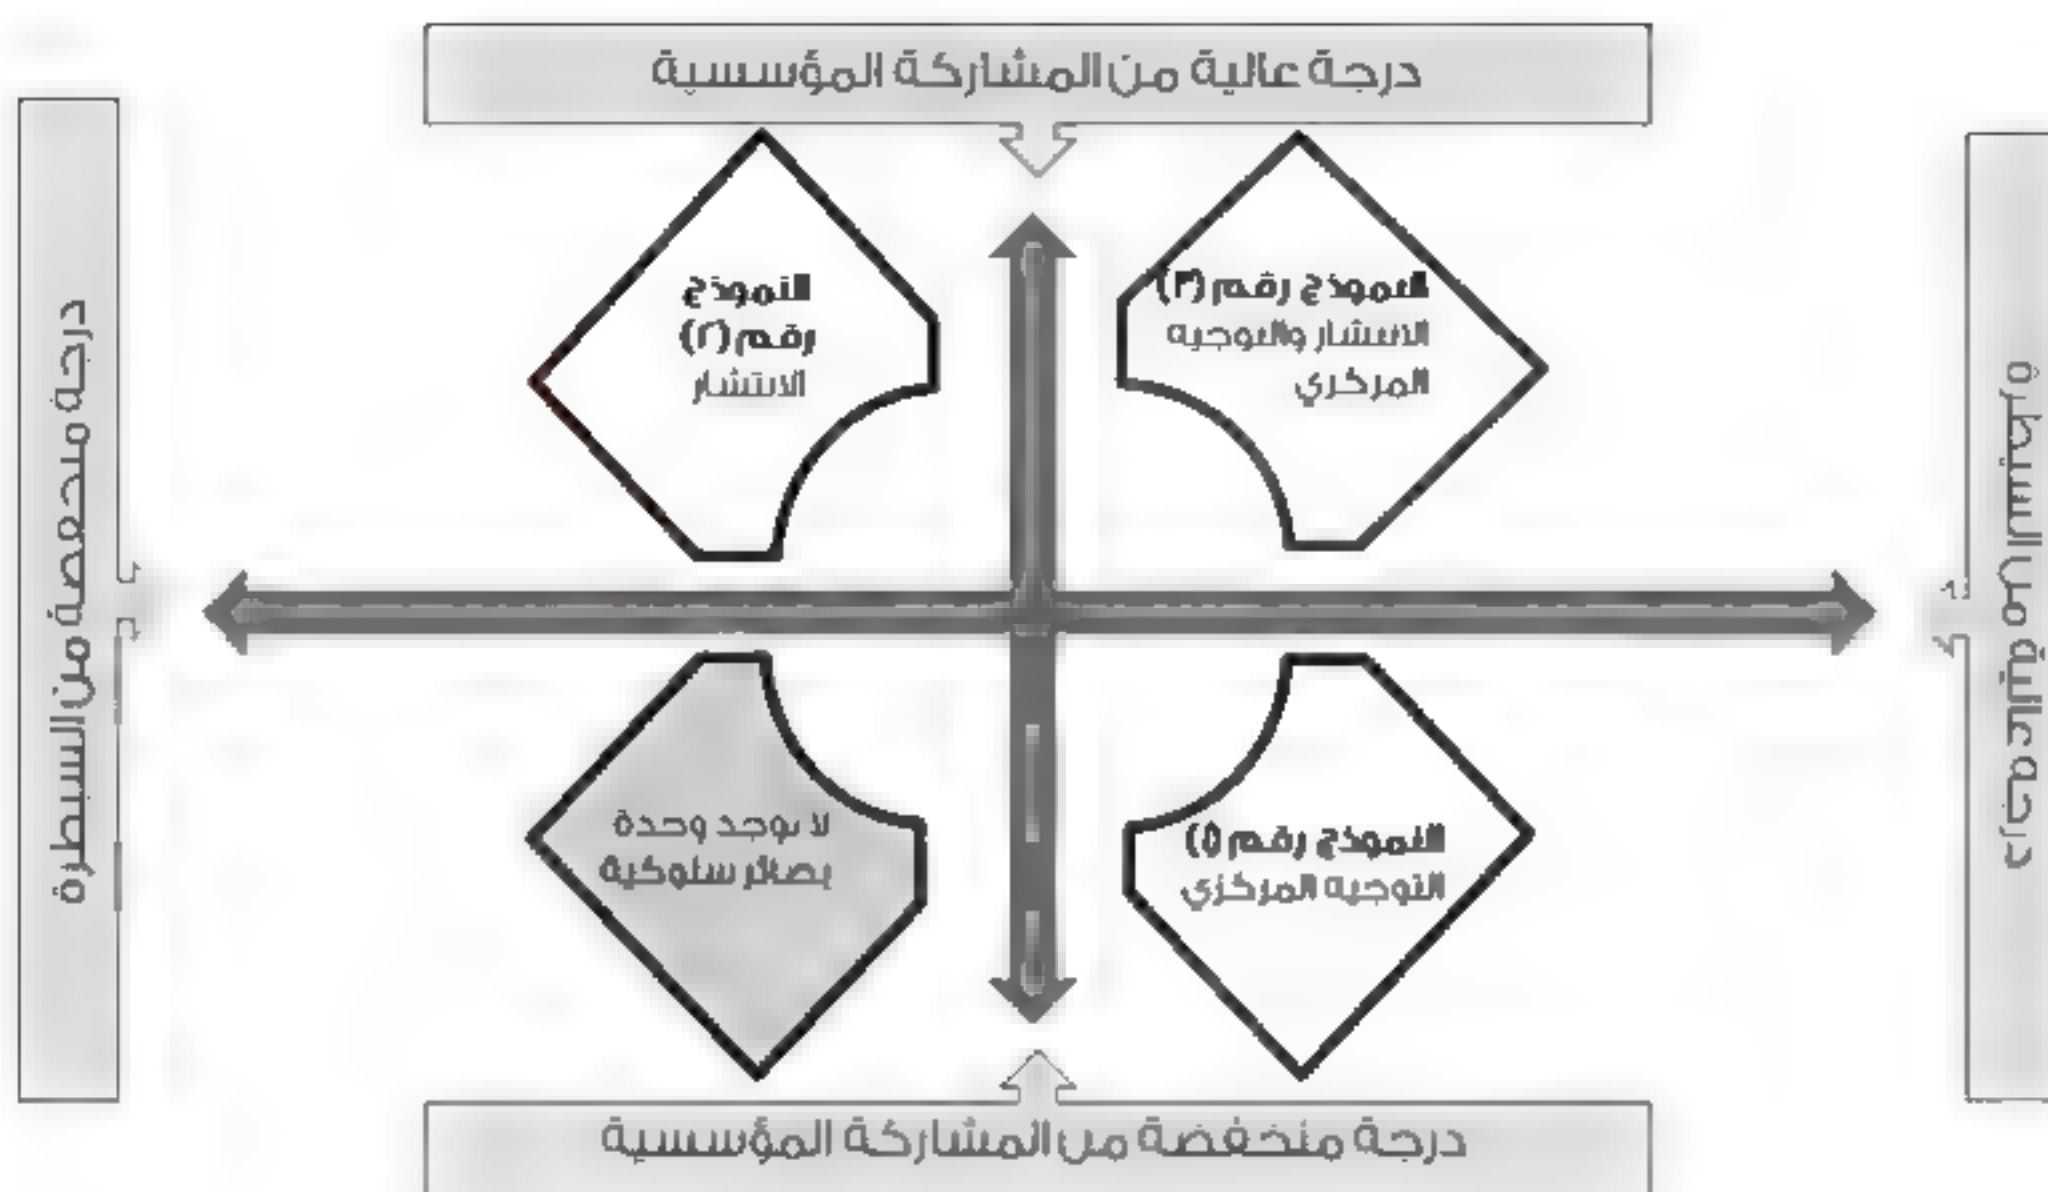 درجة عالية من المشاركة المؤسسية
النموذج رقم (٣)
الانتشار والتوجيه
المركزي
النموذج
رقم (٢)
الانتشار
درجة عالية من السيطرة
درجة منخفضة من السيطرة
النموذج رقم (١)
التوجيه المركزي
لا توجد وحدة
بصائر سلوكية
درجة منخفضة من المشاركة المؤسسية